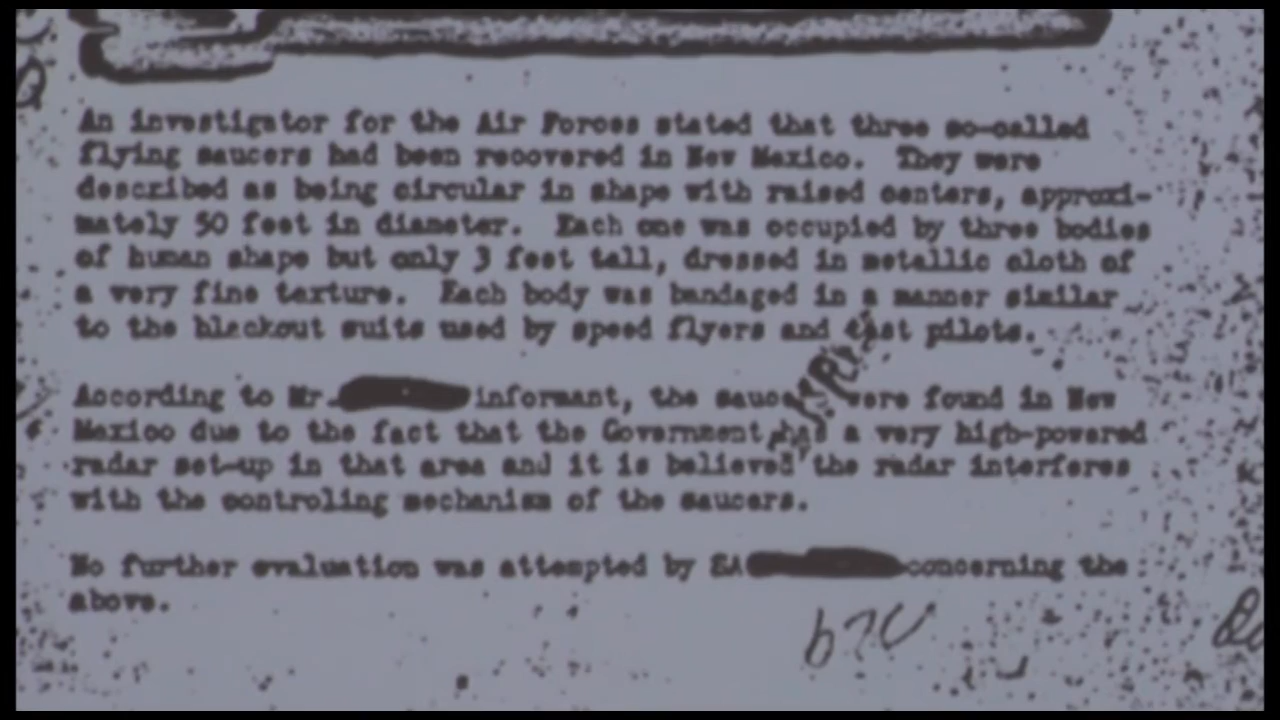 An investigator for the Air Forces stated that three so-called
flying saucers had been recovered in New Mexico. They were
described as being circular in shape with raised centers, approxi-
mately 50 feet in diameter. Each one was occupied by three bodies
of human shape but only 3 feet tall, dressed in metallic cloth of
a very fine texture. Each body was bandaged in a manner similar
to the blackout suits used by speed flyers and test pilots.
According to Mr. informant, the saucers were found in New
Mexico due to the fact that the Government has a very high-powered
radar set-up in that area and it is believed the radar interferes
with the controling mechanism of the saucers.
No further evaluation was attempted by SA concerning the
above.
b7C